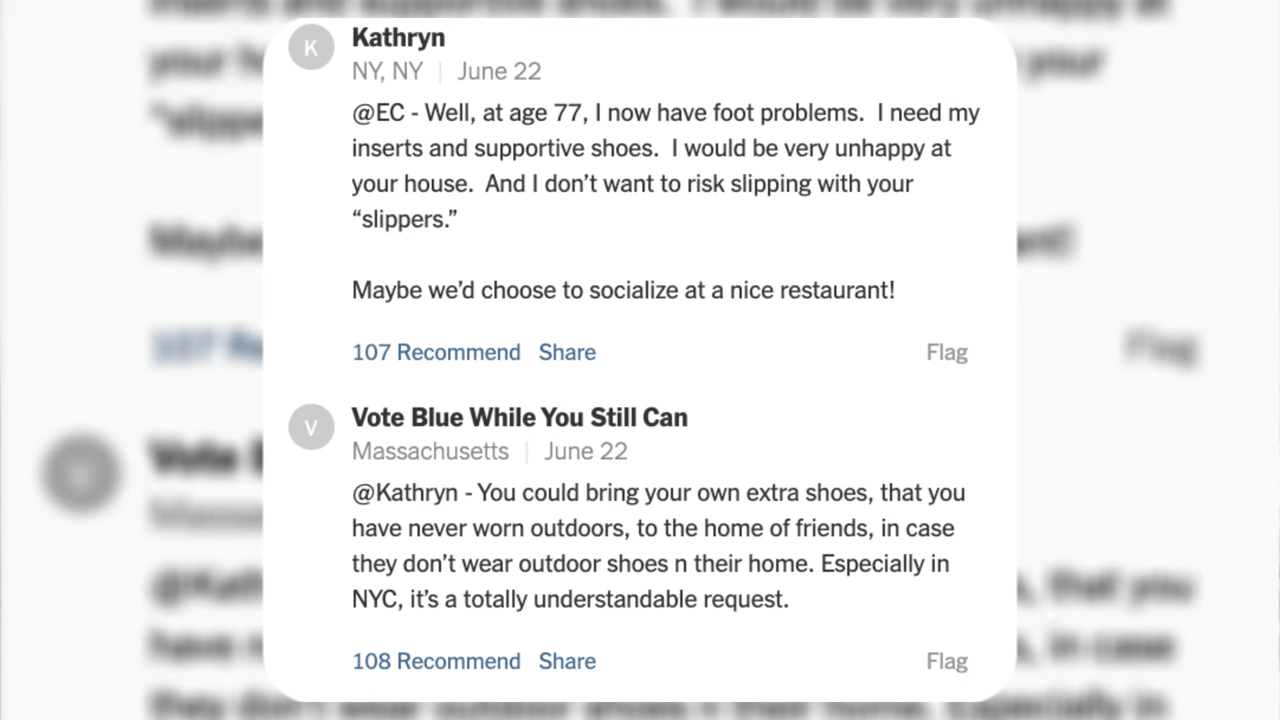 K
Kathryn
NY, NY | June 22
@EC - Well, at age 77, I now have foot problems.  I need my
inserts and supportive shoes.  I would be very unhappy at
your house.  And I don’t want to risk slipping with your
“slippers.”
Maybe we’d choose to socialize at a nice restaurant!
107 Recommend Share Flag
V
Vote Blue While You Still Can
Massachusetts | June 22
@Kathryn - You could bring your own extra shoes, that you
have never worn outdoors, to the home of friends, in case
they don’t wear outdoor shoes n their home. Especially in
NYC, it’s a totally understandable request.
108 Recommend Share Flag